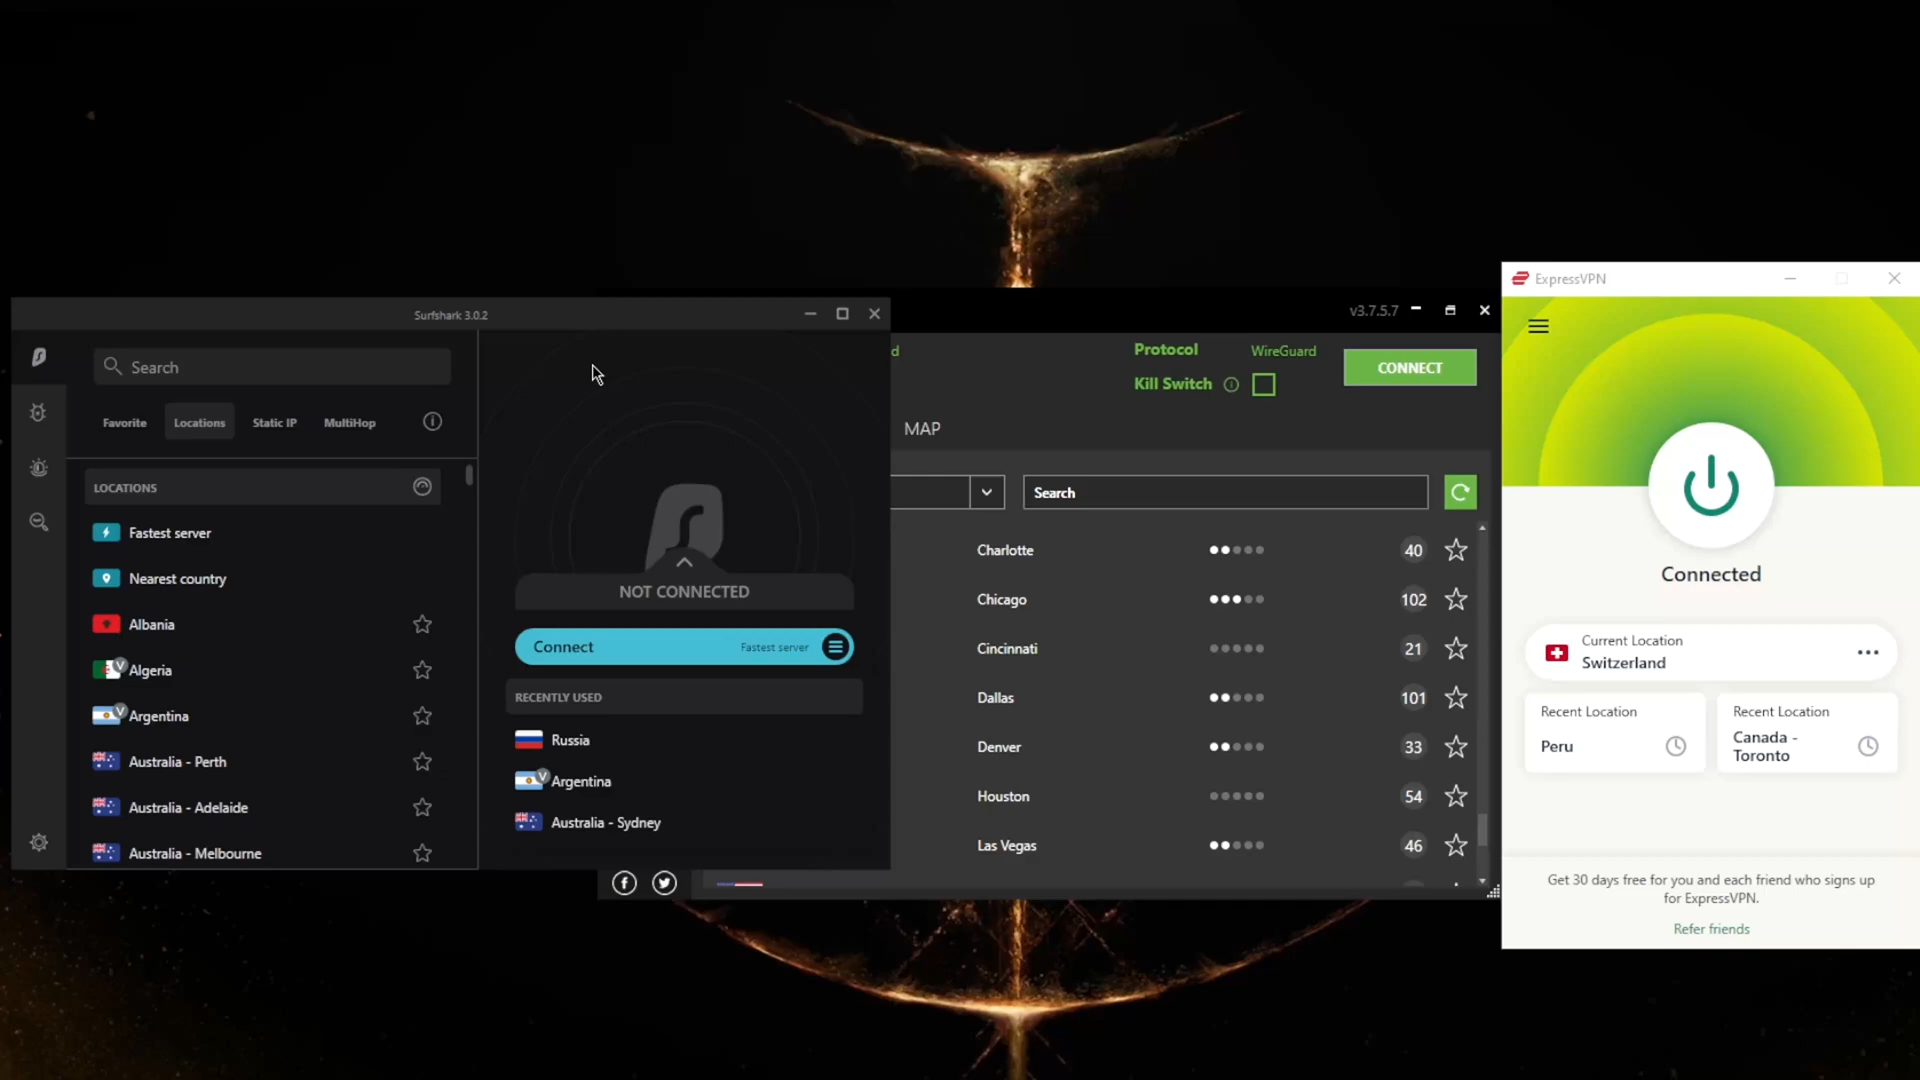 Surfshark 3.0.2
Search
Favorite
Locations
Static IP
MultiHop
LOCATIONS
Fastest server
Nearest country
Albania
V Algeria
V Argentina
Australia - Perth
Australia - Adelaide
Australia - Melbourne
NOT CONNECTED
Connect
Fastest server
RECENTLY USED
Russia
V Argentina
Australia - Sydney
v3.7.5.7
d
Protocol
WireGuard
CONNECT
Kill Switch
MAP
Search
Charlotte
40
Chicago
102
Cincinnati
21
Dallas
101
Denver
33
Houston
54
Las Vegas
46
ExpressVPN
Connected
Current Location
Switzerland
Recent Location
Peru
Recent Location
Canada -
Toronto
Get 30 days free for you and each friend who signs up
for ExpressVPN.
Refer friends